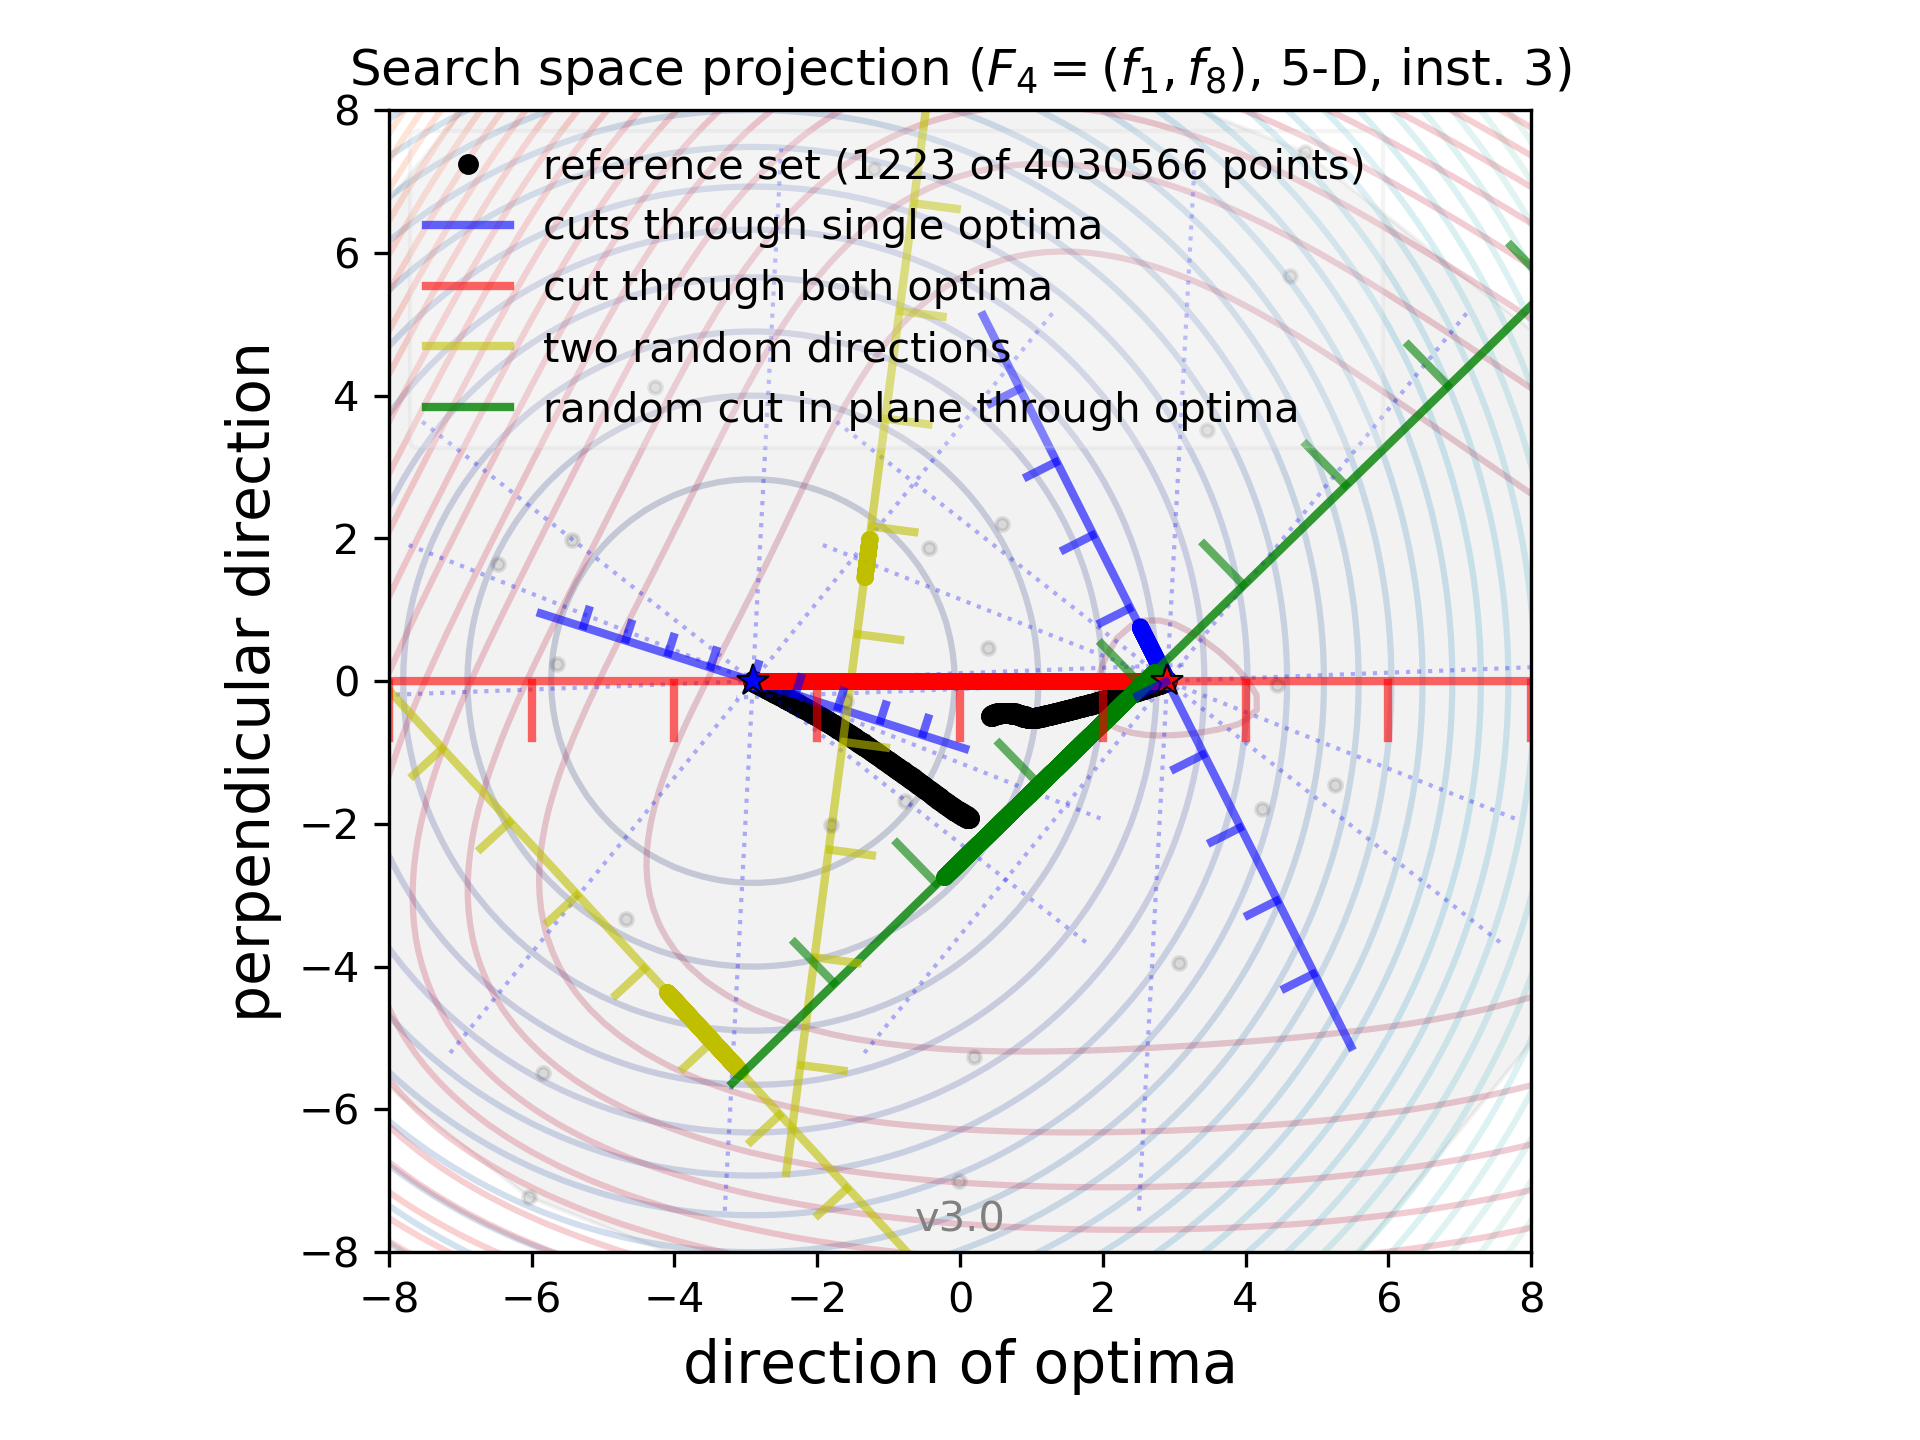 Search space projection (F₄ = (f₁, f₈), 5-D, inst. 3)
8
6
4
2
0
−2
−4
−6
−8
perpendicular direction
reference set (1223 of 4030566 points)
cuts through single optima
cut through both optima
two random directions
random cut in plane through optima
v3.0
−8 −6 −4 −2 0 2 4 6 8
direction of optima